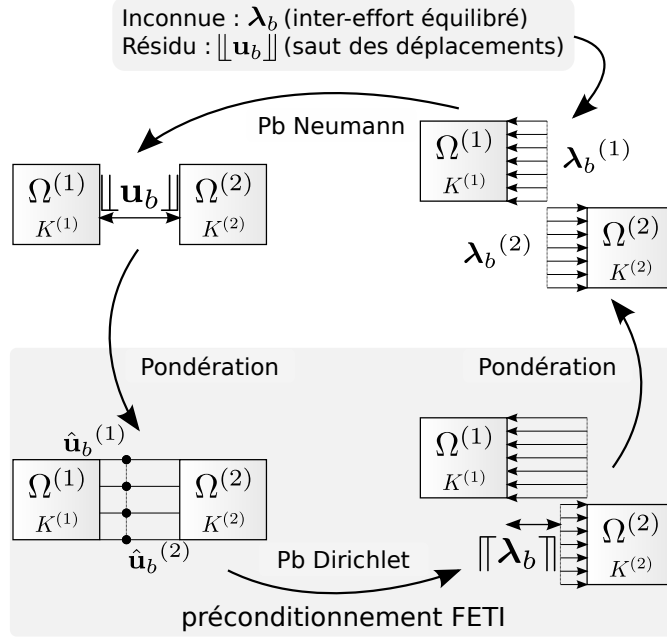 Inconnue : λ_b (inter-effort équilibré)
Résidu : ⟦u_b⟧ (saut des déplacements)
Pb Neumann
Ω^(1)
K^(1)
λ_b^(1)
Ω^(1)
K^(1)
u_b
Ω^(2)
K^(2)
λ_b^(2)
Ω^(2)
K^(2)
Pondération
Pondération
û_b^(1)
Ω^(1)
K^(1)
Ω^(2)
K^(2)
û_b^(2)
Ω^(1)
K^(1)
⟦λ_b⟧
Ω^(2)
K^(2)
Pb Dirichlet
préconditionnement FETI